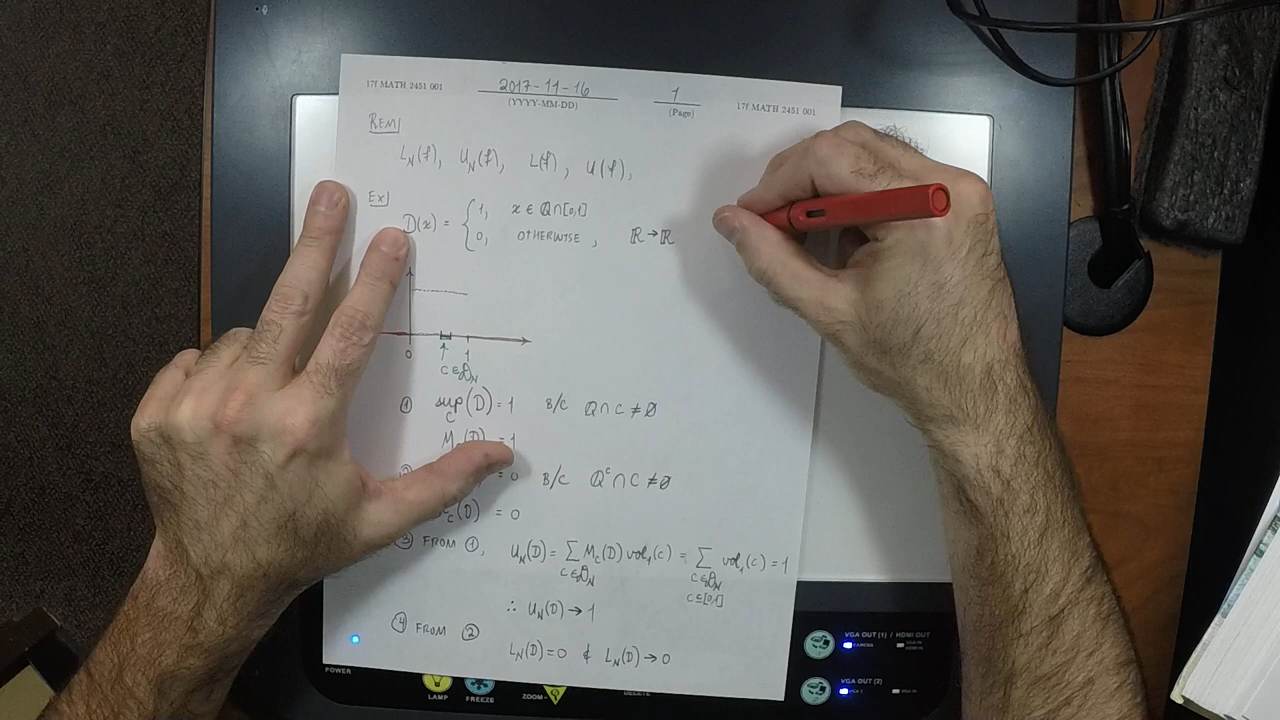 17f MATH 2451 001 2017-11-16 1 17f MATH 2451 001
(YYYY-MM-DD) (Page)
REM
L_N(f), U_N(f), L(f), U(f),
EX
D(x) = { 1, x ∈ ℚ∩[0,1]
0, OTHERWISE, ℝ→ℝ
0 1
C ∈ 𝒟_N
① sup_C(D) = 1 B/C ℚ∩C ≠ ∅
= 1
= 0 B/C ℚ^c∩C ≠ ∅
_C(D) = 0
③ FROM ①, U_N(D) = ∑_{C∈𝒟_N} M_C(D) vol_1(C) = ∑_{C∈𝒟_N, C⊆[0,1]} vol_1(C) = 1
∴ U_N(D) → 1
④ FROM ②
L_N(D) = 0 & L_N(D) → 0
POWER
LAMP FREEZE ZOOM
VGA OUT (1) / HDMI OUT
CAMERA
VGA OUT (2)